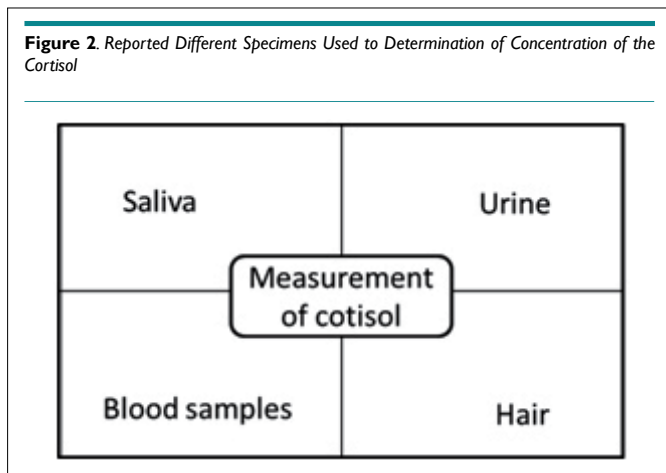 Figure 2. Reported Different Specimens Used to Determination of Concentration of the
Cortisol
Saliva
Urine
Measurement
of cotisol
Blood samples
Hair